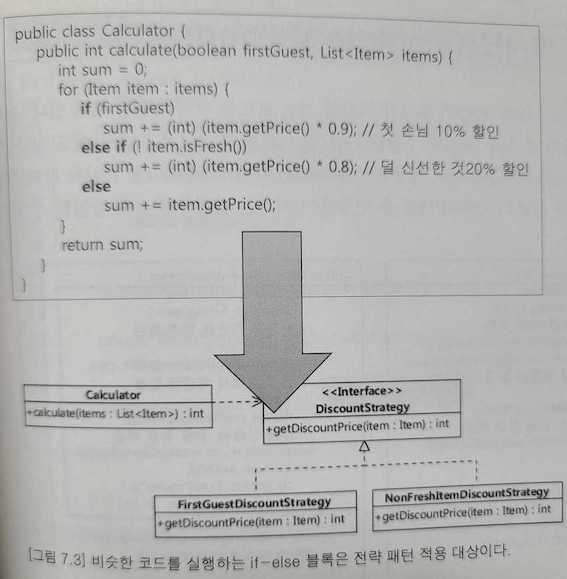 public class Calculator {
public int calculate(boolean firstGuest, List<Item> items) {
int sum = 0;
for (Item item : items) {
if (firstGuest)
sum += (int) (item.getPrice() * 0.9); // 첫 손님 10% 할인
else if (! item.isFresh())
sum += (int) (item.getPrice() * 0.8); // 덜 신선한 것20% 할인
else
sum += item.getPrice();
}
return sum;
}
}
Calculator
+calculate(items : List<Item>) : int
<<Interface>>
DiscountStrategy
+getDiscountPrice(item : Item) : int
FirstGuestDiscountStrategy
+getDiscountPrice(item : Item) : int
NonFreshItemDiscountStrategy
+getDiscountPrice(item : Item) : int
[그림 7.3] 비슷한 코드를 실행하는 if-else 블록은 전략 패턴 적용 대상이다.